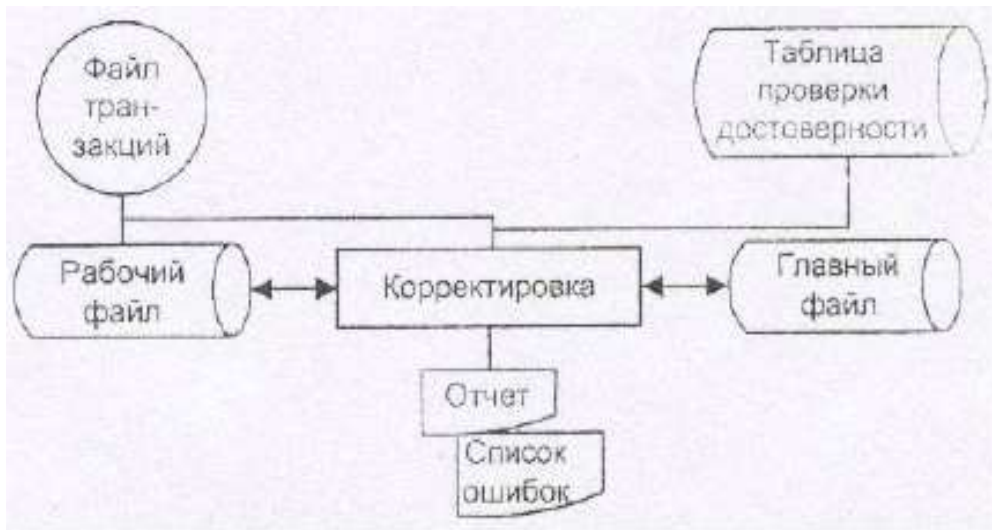 Файл
тран-
закций
Таблица
проверки
достоверности
Рабочий
файл
Корректировка
Главный
файл
Отчет
Список
ошибок